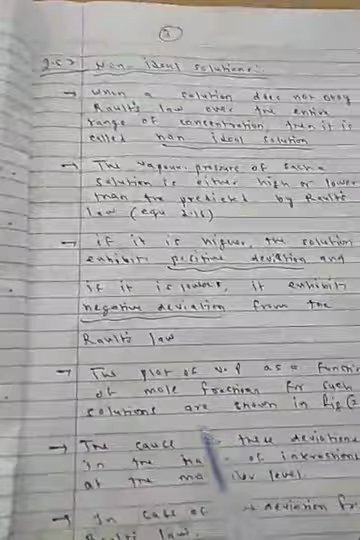 2
2.5.2 Non-ideal solutions:-
→ When a solution does not obey
Raoult's law over the entire
range of concentration, then it is
called non ideal solution
→ The vapour pressure of such a
solution is either high or lower
than the predicted by Raoult's
law (equ 2.16)
→ if it is higher, the solution
exhibits positive deviation and
if it is lower, it exhibits
negative deviation from the
Raoult's law
→ The plot of v.p as a function
of mole fraction for such
solutions are shown in fig (2.
→ The cause these deviations
in the of interactions
at the level.
→ In case of deviation fr
law.